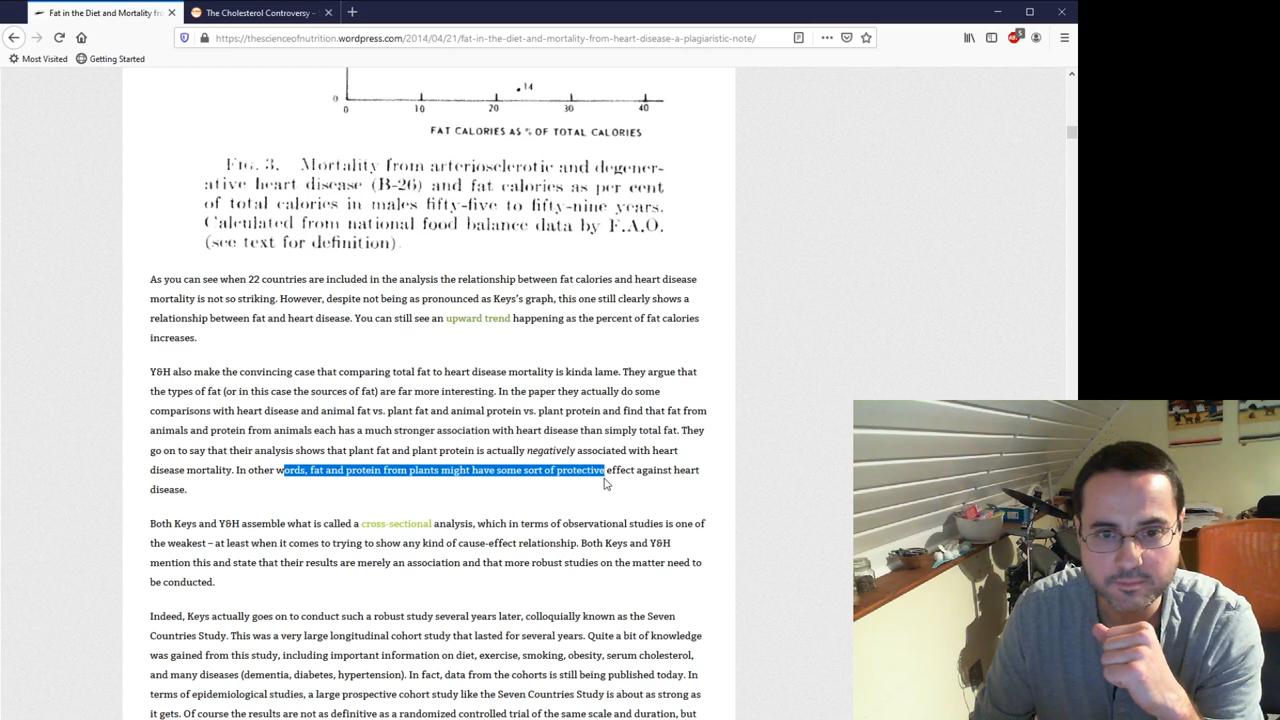 Fat in the Diet and Mortality fro
The Cholesterol Controversy –
https://thescienceofnutrition.wordpress.com/2014/04/21/fat-in-the-diet-and-mortality-from-heart-disease-a-plagiaristic-note/
Most Visited
Getting Started
14
0
0 10 20 30 40
FAT CALORIES AS % OF TOTAL CALORIES
FIG. 3. Mortality from arteriosclerotic and degener-
ative heart disease (B-26) and fat calories as per cent
of total calories in males fifty-five to fifty-nine years.
Calculated from national food balance data by F.A.O.
(see text for definition).
As you can see when 22 countries are included in the analysis the relationship between fat calories and heart disease
mortality is not so striking. However, despite not being as pronounced as Keys's graph, this one still clearly shows a
relationship between fat and heart disease. You can still see an upward trend happening as the percent of fat calories
increases.
Y&H also make the convincing case that comparing total fat to heart disease mortality is kinda lame. They argue that
the types of fat (or in this case the sources of fat) are far more interesting. In the paper they actually do some
comparisons with heart disease and animal fat vs. plant fat and animal protein vs. plant protein and find that fat from
animals and protein from animals each has a much stronger association with heart disease than simply total fat. They
go on to say that their analysis shows that plant fat and plant protein is actually negatively associated with heart
disease mortality. In other words, fat and protein from plants might have some sort of protective effect against heart
disease.
Both Keys and Y&H assemble what is called a cross-sectional analysis, which in terms of observational studies is one of
the weakest – at least when it comes to trying to show any kind of cause-effect relationship. Both Keys and Y&H
mention this and state that their results are merely an association and that more robust studies on the matter need to
be conducted.
Indeed, Keys actually goes on to conduct such a robust study several years later, colloquially known as the Seven
Countries Study. This was a very large longitudinal cohort study that lasted for several years. Quite a bit of knowledge
was gained from this study, including important information on diet, exercise, smoking, obesity, serum cholesterol,
and many diseases (dementia, diabetes, hypertension). In fact, data from the cohorts is still being published today. In
terms of epidemiological studies, a large prospective cohort study like the Seven Countries Study is about as strong as
it gets. Of course the results are not as definitive as a randomized controlled trial of the same scale and duration, but